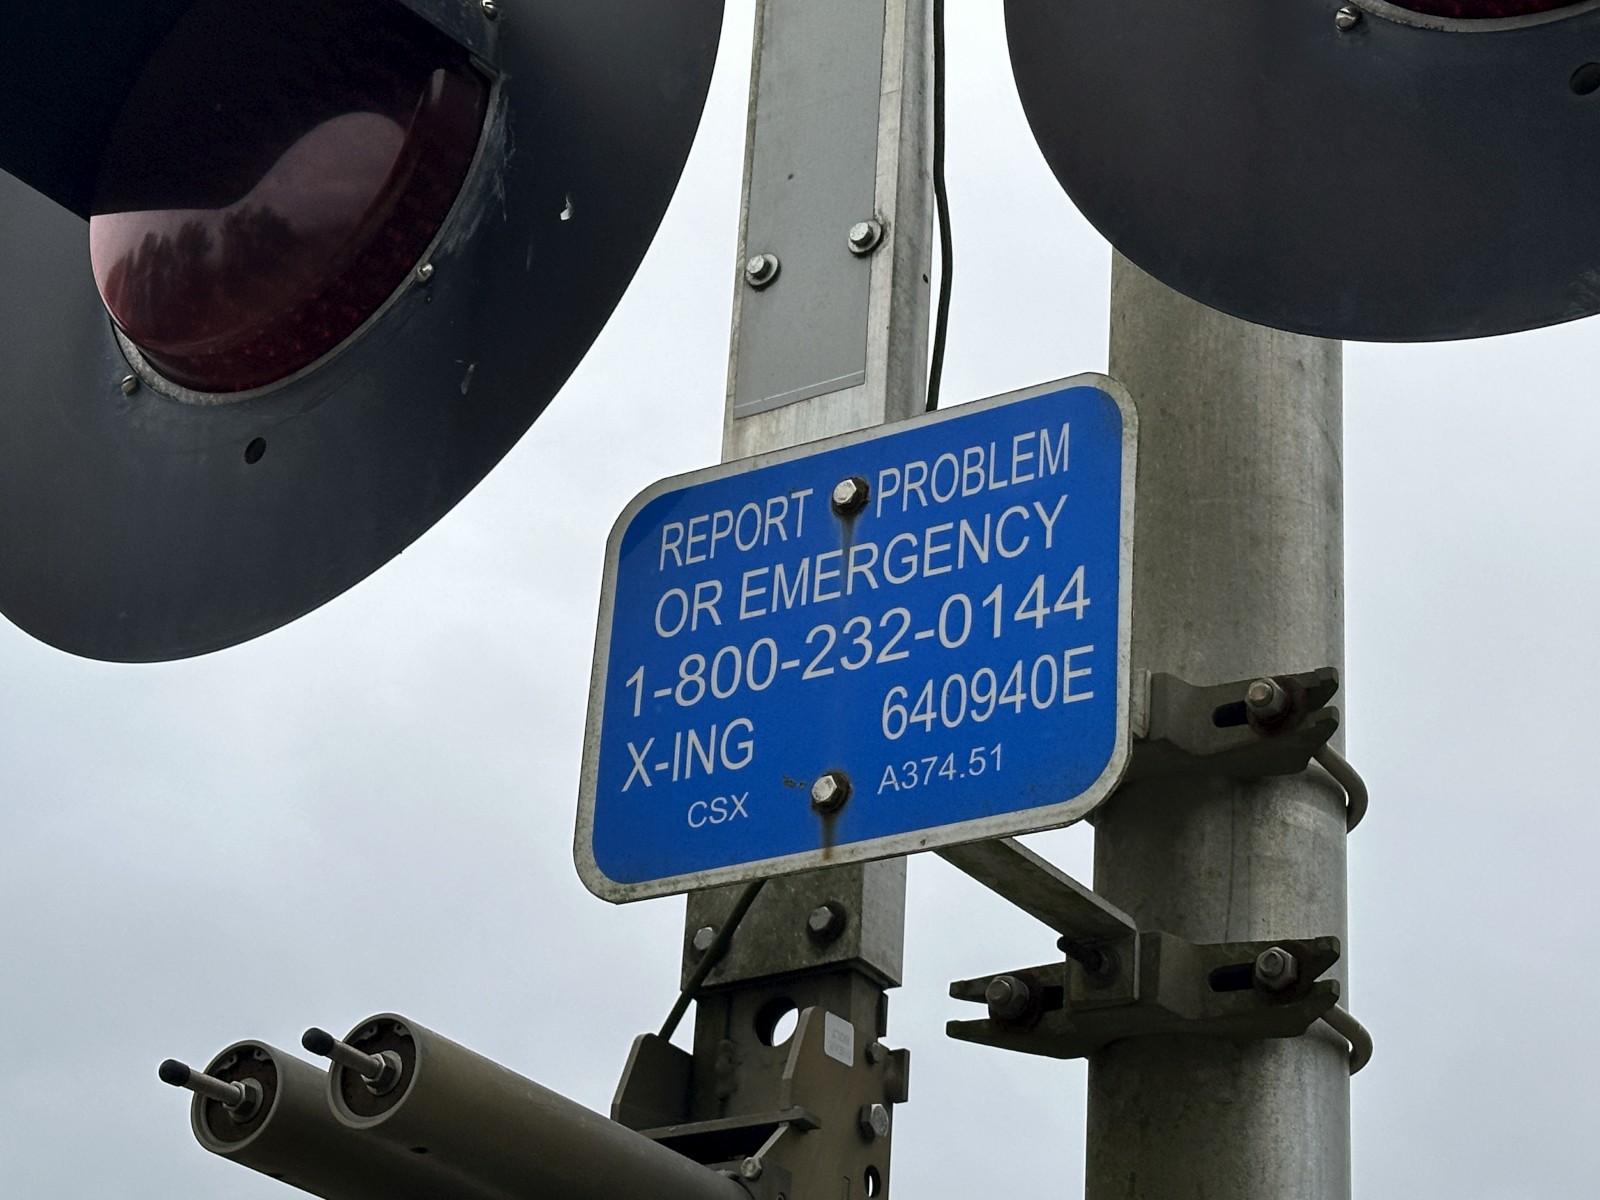 REPORT PROBLEM
OR EMERGENCY
1-800-232-0144
X-ING 640940E
CSX A374.51